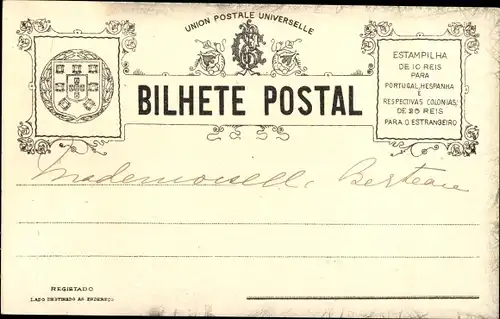 UNION POSTALE UNIVERSELLE
BILHETE POSTAL
ESTAMPILHA
DE 10 REIS
PARA
PORTUGAL, HESPANHA
E
RESPECTIVAS COLONIAS;
DE 25 REIS
PARA O ESTRANGEIRO
Mademoiselle Berteau
REGISTADO
LADO DESTINADO AO ENDEREÇO